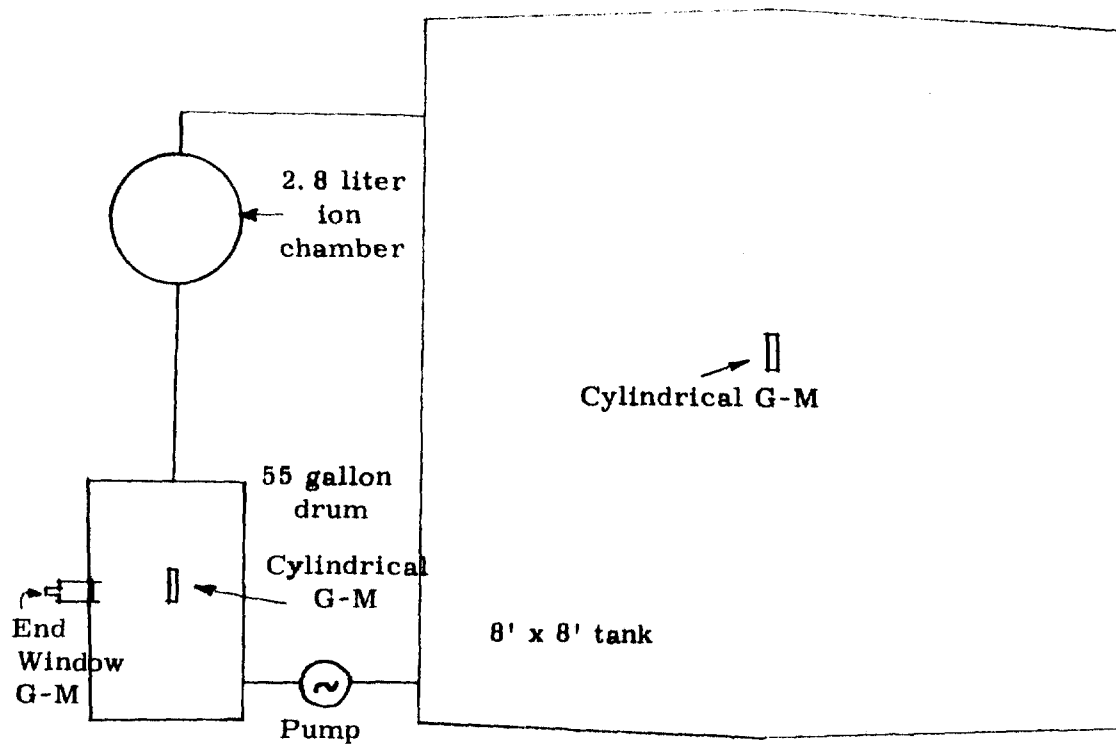 2.8 liter
ion
chamber
Cylindrical G-M
55 gallon
drum
Cylindrical
G-M
End
Window
G-M
8' x 8' tank
Pump